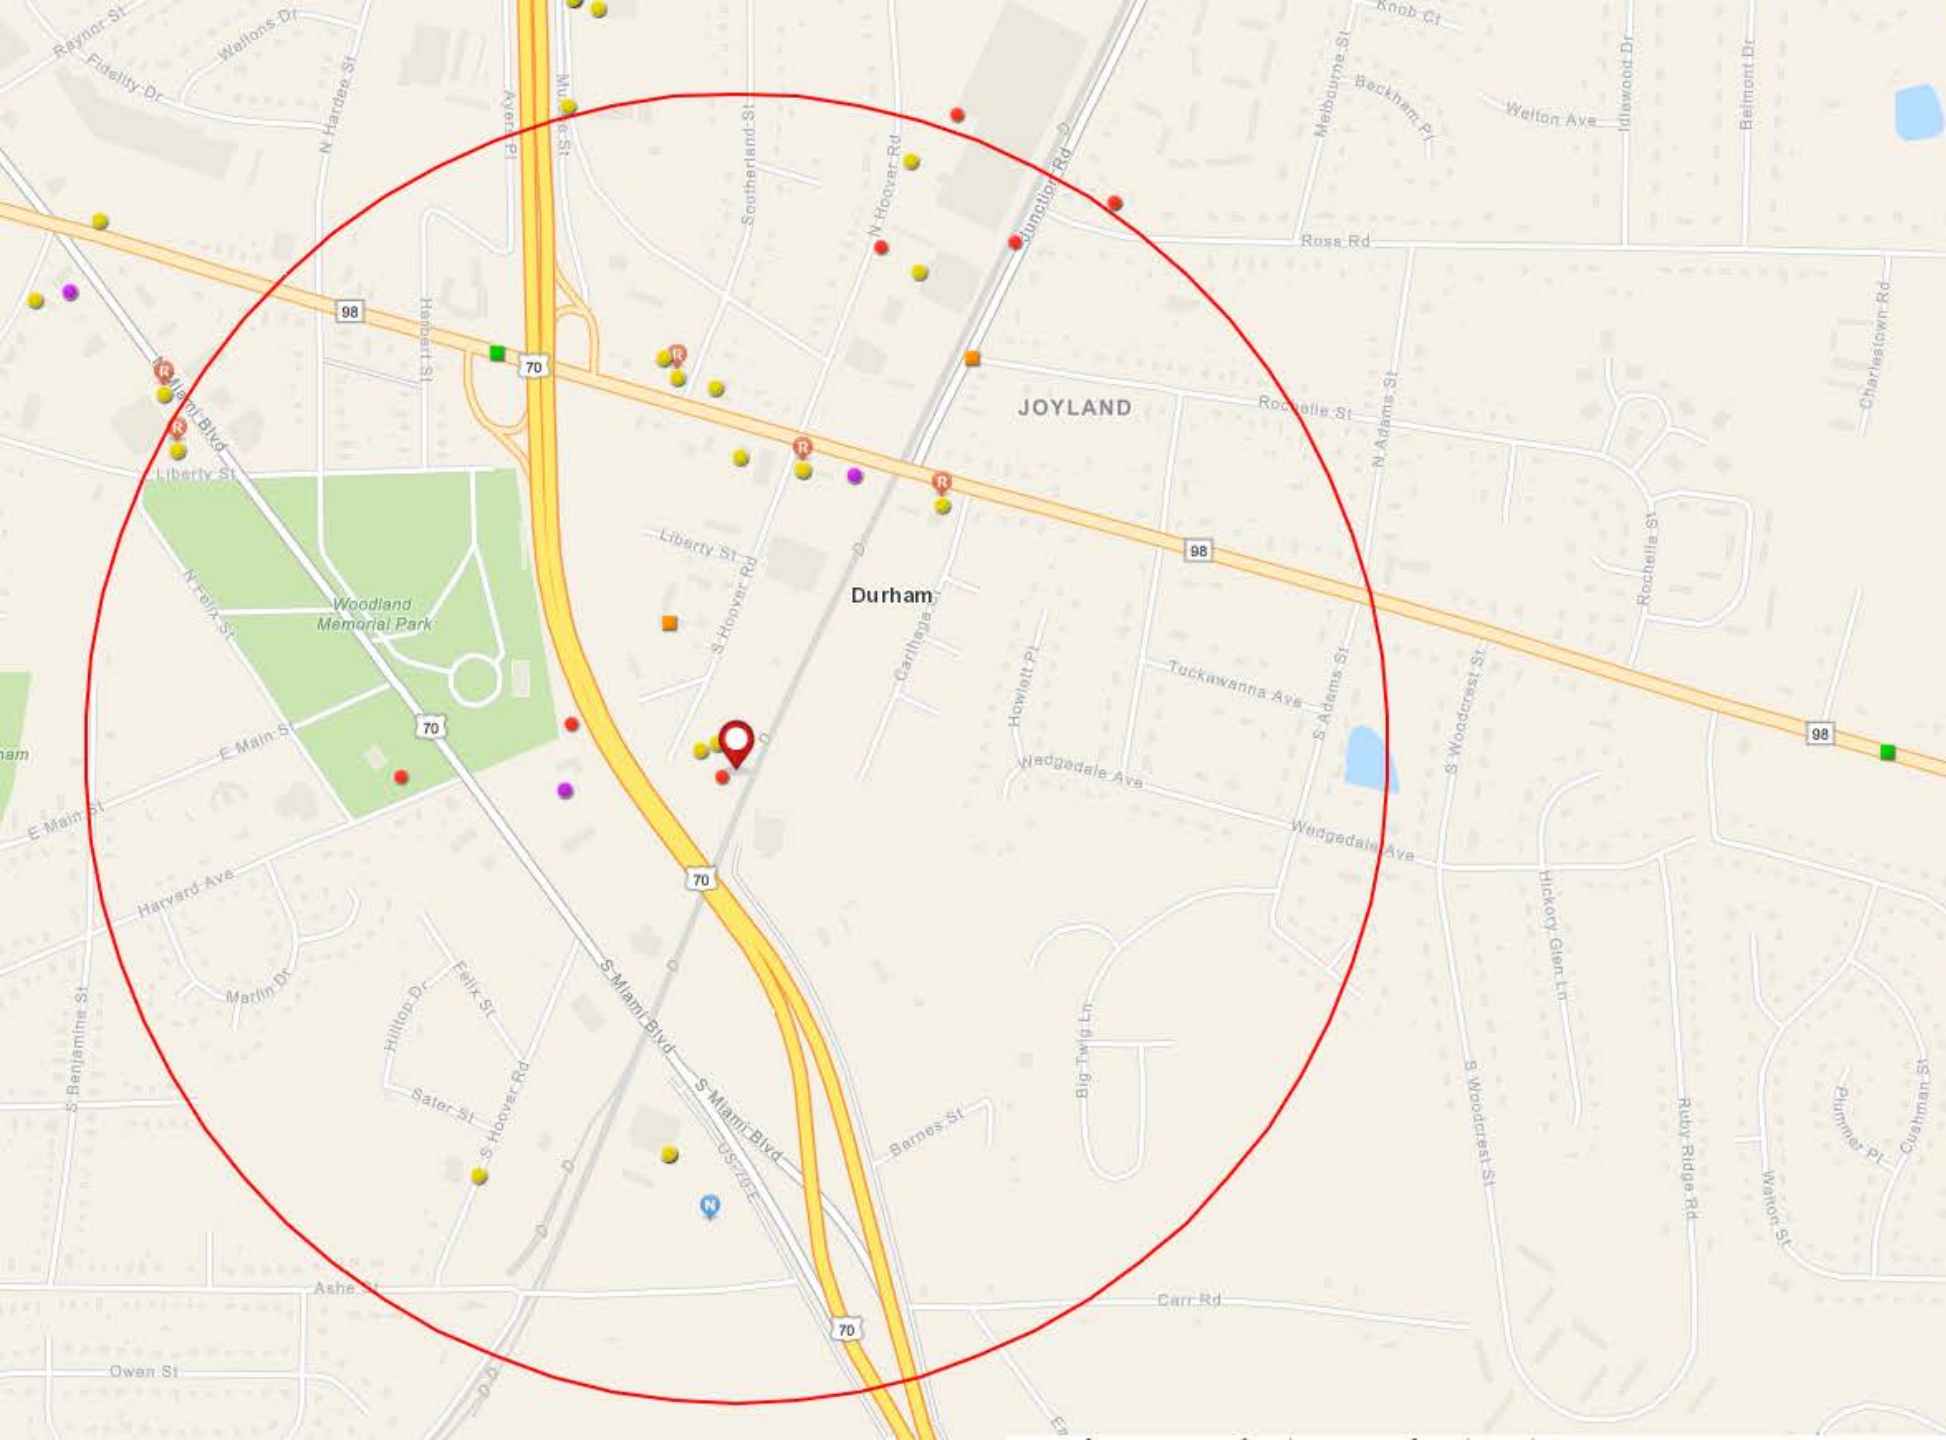 Raynor St
Wellons Dr
Fidelity Dr
N Hardee St
Ayers Pl
Southerland St
N Hoover Rd
Junction Rd
Knob Ct
Melbourne St
Beckham Pl
Welton Ave
Idlewood Dr
Belmont Dr
Ross Rd
Charlestown Rd
98
Herbert St
70
R
R
N Miami Blvd
R
Liberty St
R
R
JOYLAND
Rochelle St
N Adams St
98
Rochelle St
Liberty St
S Hoover Rd
D
Durham
Carthage
N Felix St
Woodland
Memorial Park
Howlett Pl
Tuckawanna Ave
S Adams St
S Woodcrest St
70
E Main St
D
98
Wedgedale Ave
E Main St
Wedgedale Ave
Harvard Ave
70
Hickory Glen Ln
Marlin Dr
Felix St
Hilltop Dr
D
S Miami Blvd
S Benjamine St
Sater St
S Hoover Rd
S Miami Blvd
US-70 E
Barnes St
Big Twig Ln
S Woodcrest St
Ruby Ridge Rd
Plummer Pl
Cushman St
Walton St
D
N
D
Ashe St
Carr Rd
70
Owen St
D
D